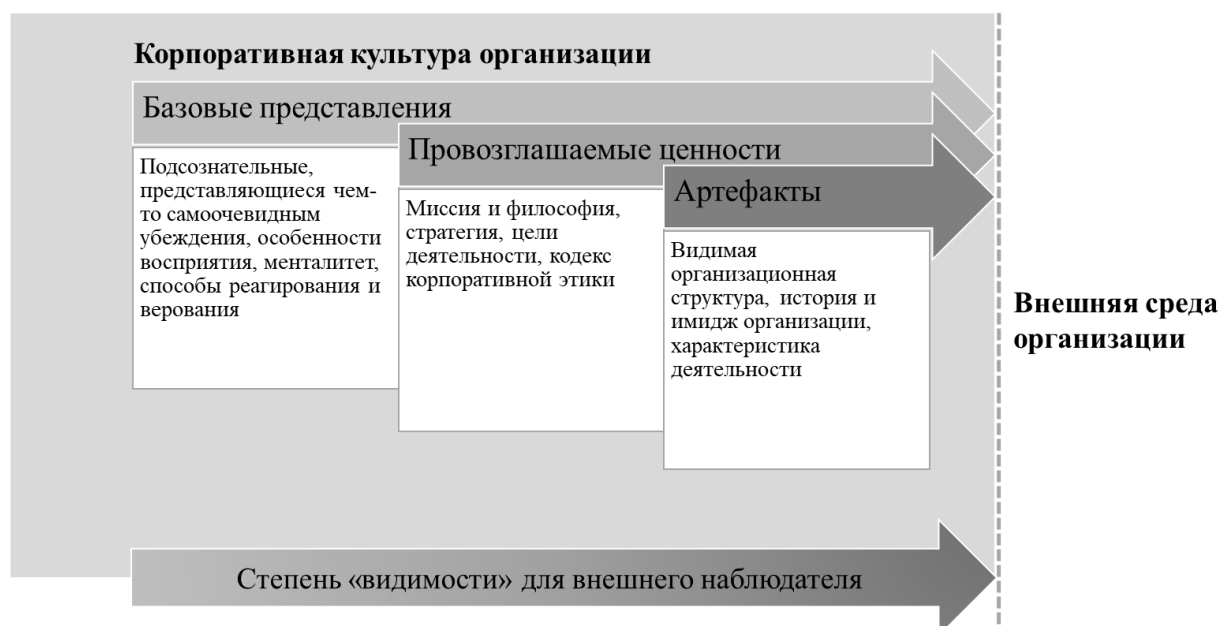 Корпоративная культура организации
Базовые представления
Подсознательные,
представляющиеся чем-
то самоочевидным
убеждения, особенности
восприятия, менталитет,
способы реагирования и
верования
Провозглашаемые ценности
Миссия и философия,
стратегия, цели
деятельности, кодекс
корпоративной этики
Артефакты
Видимая
организационная
структура, история и
имидж организации,
характеристика
деятельности
Внешняя среда
организации
Степень «видимости» для внешнего наблюдателя